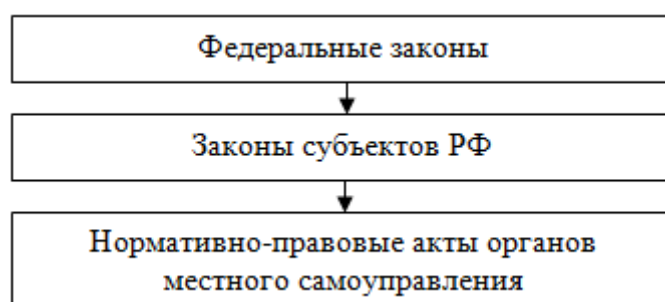 Федеральные законы
Законы субъектов РФ
Нормативно-правовые акты органов
местного самоуправления